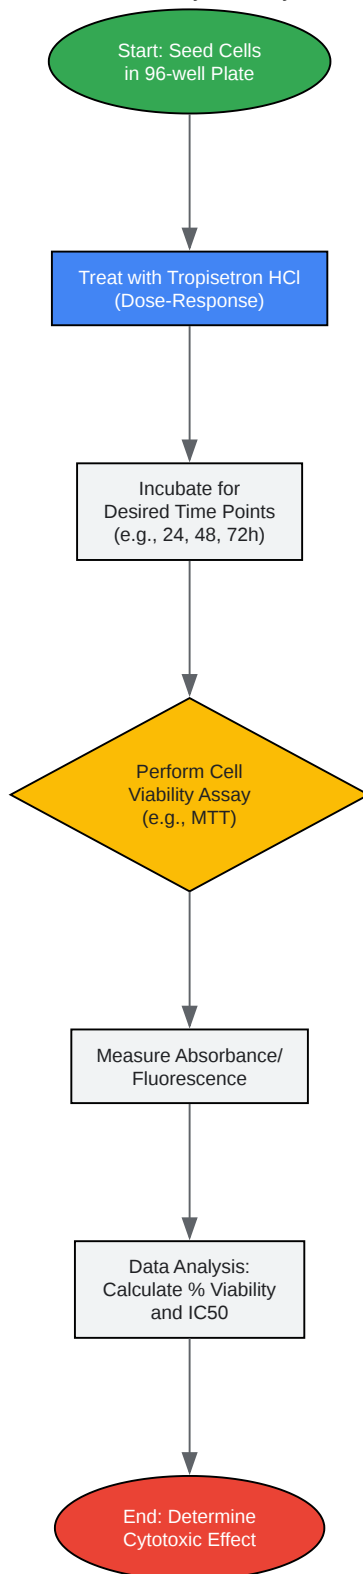 Start: Seed Cells
in 96-well Plate
Treat with Tropisetron HCl
(Dose-Response)
Incubate for
Desired Time Points
(e.g., 24, 48, 72h)
Perform Cell
Viability Assay
(e.g., MTT)
Measure Absorbance/
Fluorescence
Data Analysis:
Calculate % Viability
and IC50
End: Determine
Cytotoxic Effect